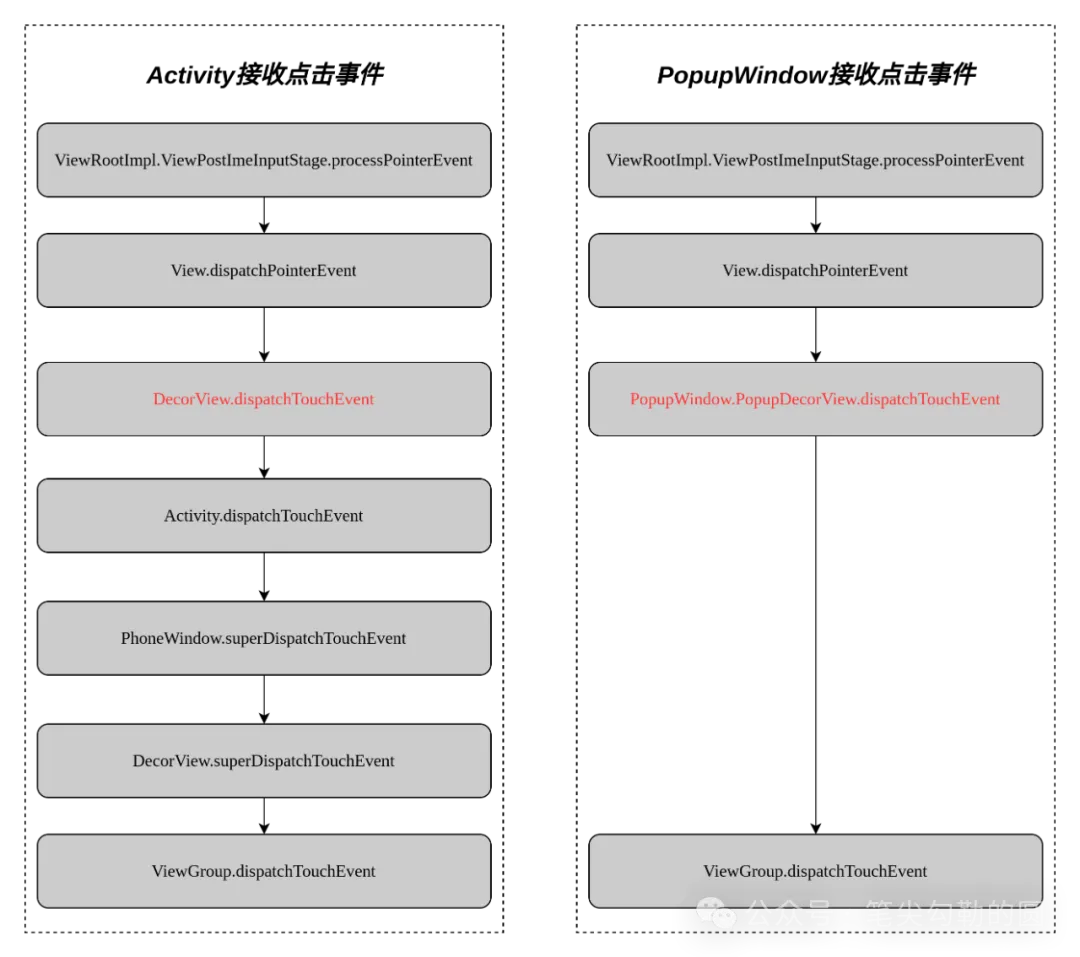 Activity接收点击事件
ViewRootImpl.ViewPostImeInputStage.processPointerEvent
View.dispatchPointerEvent
DecorView.dispatchTouchEvent
Activity.dispatchTouchEvent
PhoneWindow.superDispatchTouchEvent
DecorView.superDispatchTouchEvent
ViewGroup.dispatchTouchEvent
PopupWindow接收点击事件
ViewRootImpl.ViewPostImeInputStage.processPointerEvent
View.dispatchPointerEvent
PopupWindow.PopupDecorView.dispatchTouchEvent
ViewGroup.dispatchTouchEvent
公众号 笔尖勾勒的圆